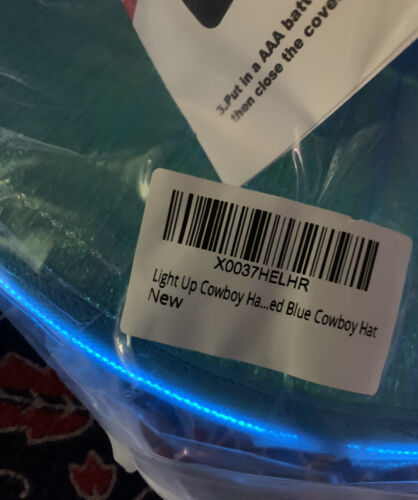 3.Put in a AAA batt
then close the cove
X0037HELHR
Light Up Cowboy Ha...ed Blue Cowboy Hat
New